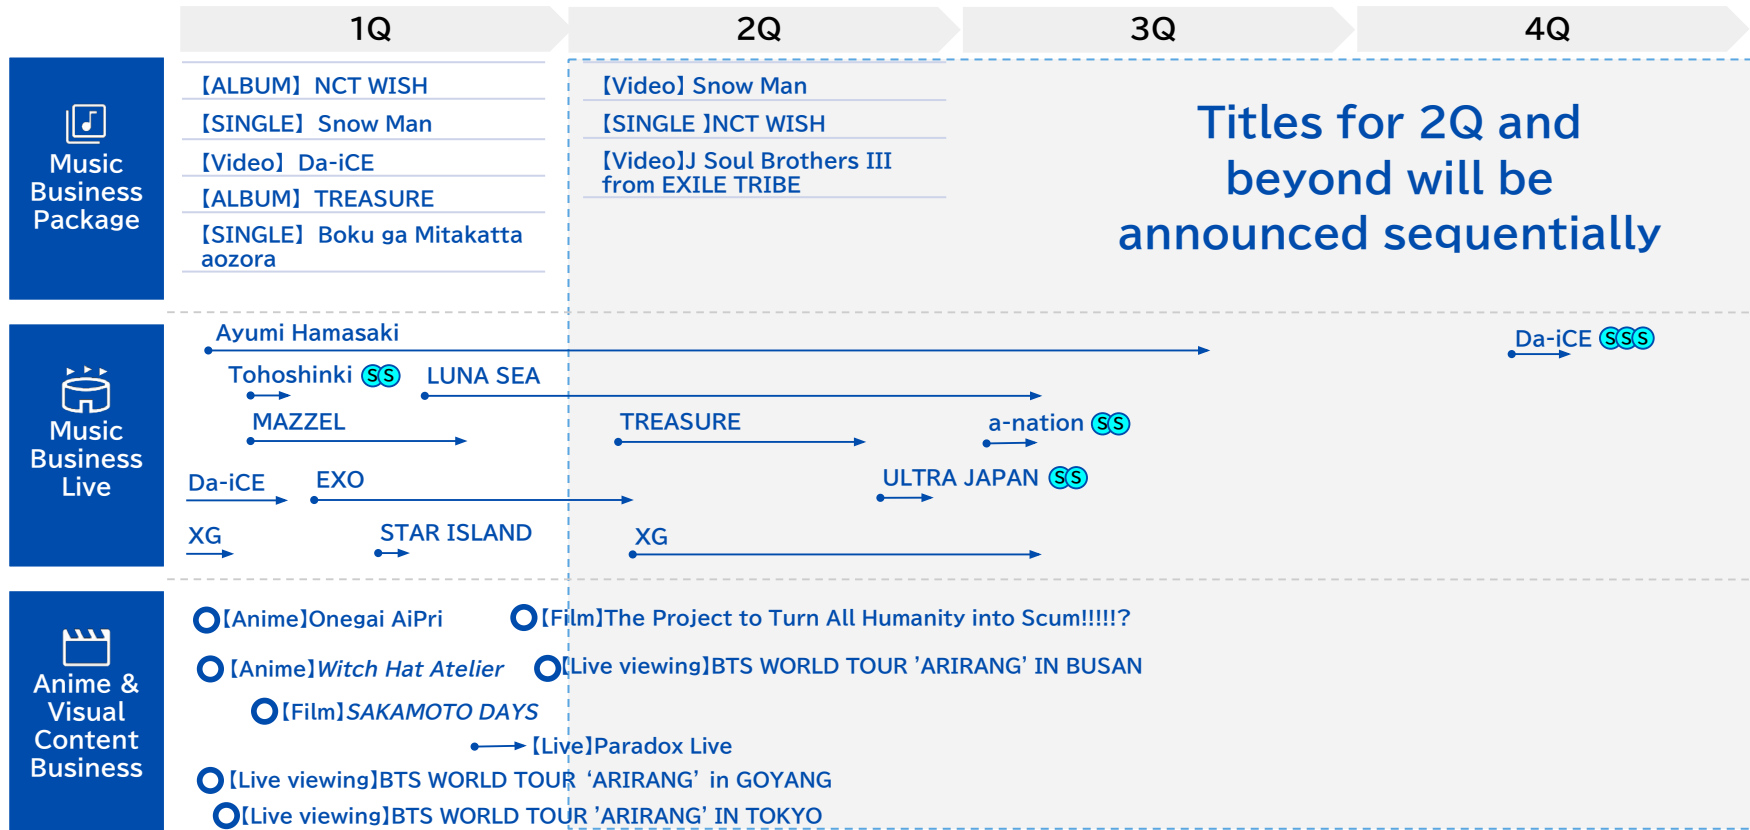 1Q
2Q
3Q
4Q
Music
Business
Package
【ALBUM】 NCT WISH
【SINGLE】 Snow Man
【Video】 Da-iCE
【ALBUM】 TREASURE
【SINGLE】 Boku ga Mitakatta
aozora
【Video】 Snow Man
【SINGLE 】NCT WISH
【Video】J Soul Brothers III
from EXILE TRIBE
Titles for 2Q and
beyond will be
announced sequentially
Music
Business
Live
Ayumi Hamasaki
Da-iCE SSS
Tohoshinki SS
LUNA SEA
MAZZEL
TREASURE
a-nation SS
Da-iCE
EXO
ULTRA JAPAN SS
XG
STAR ISLAND
XG
Anime &
Visual
Content
Business
【Anime】Onegai AiPri
【Film】The Project to Turn All Humanity into Scum!!!!!?
【Anime】Witch Hat Atelier
【Live viewing】BTS WORLD TOUR ’ARIRANG’ IN BUSAN
【Film】SAKAMOTO DAYS
【Live】Paradox Live
【Live viewing】BTS WORLD TOUR ‘ARIRANG’ in GOYANG
【Live viewing】BTS WORLD TOUR ’ARIRANG’ IN TOKYO